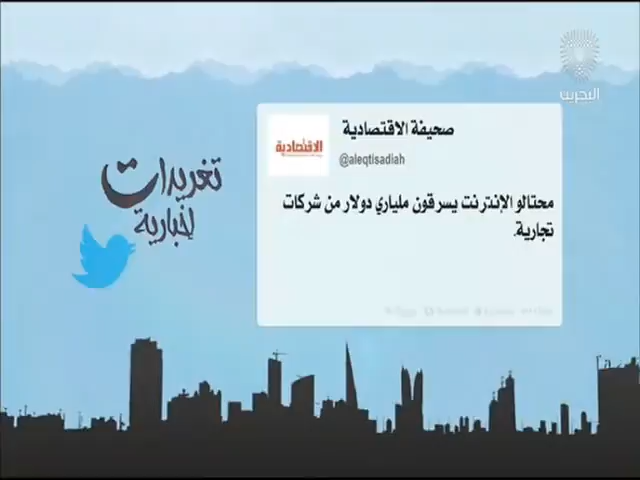 البحرين
صحيفة الاقتصادية
الاقتصادية
@aleqtisadiah
تغريدات
إخبارية
محتالو الإنترنت يسرقون ملياري دولار من شركات
تجارية.